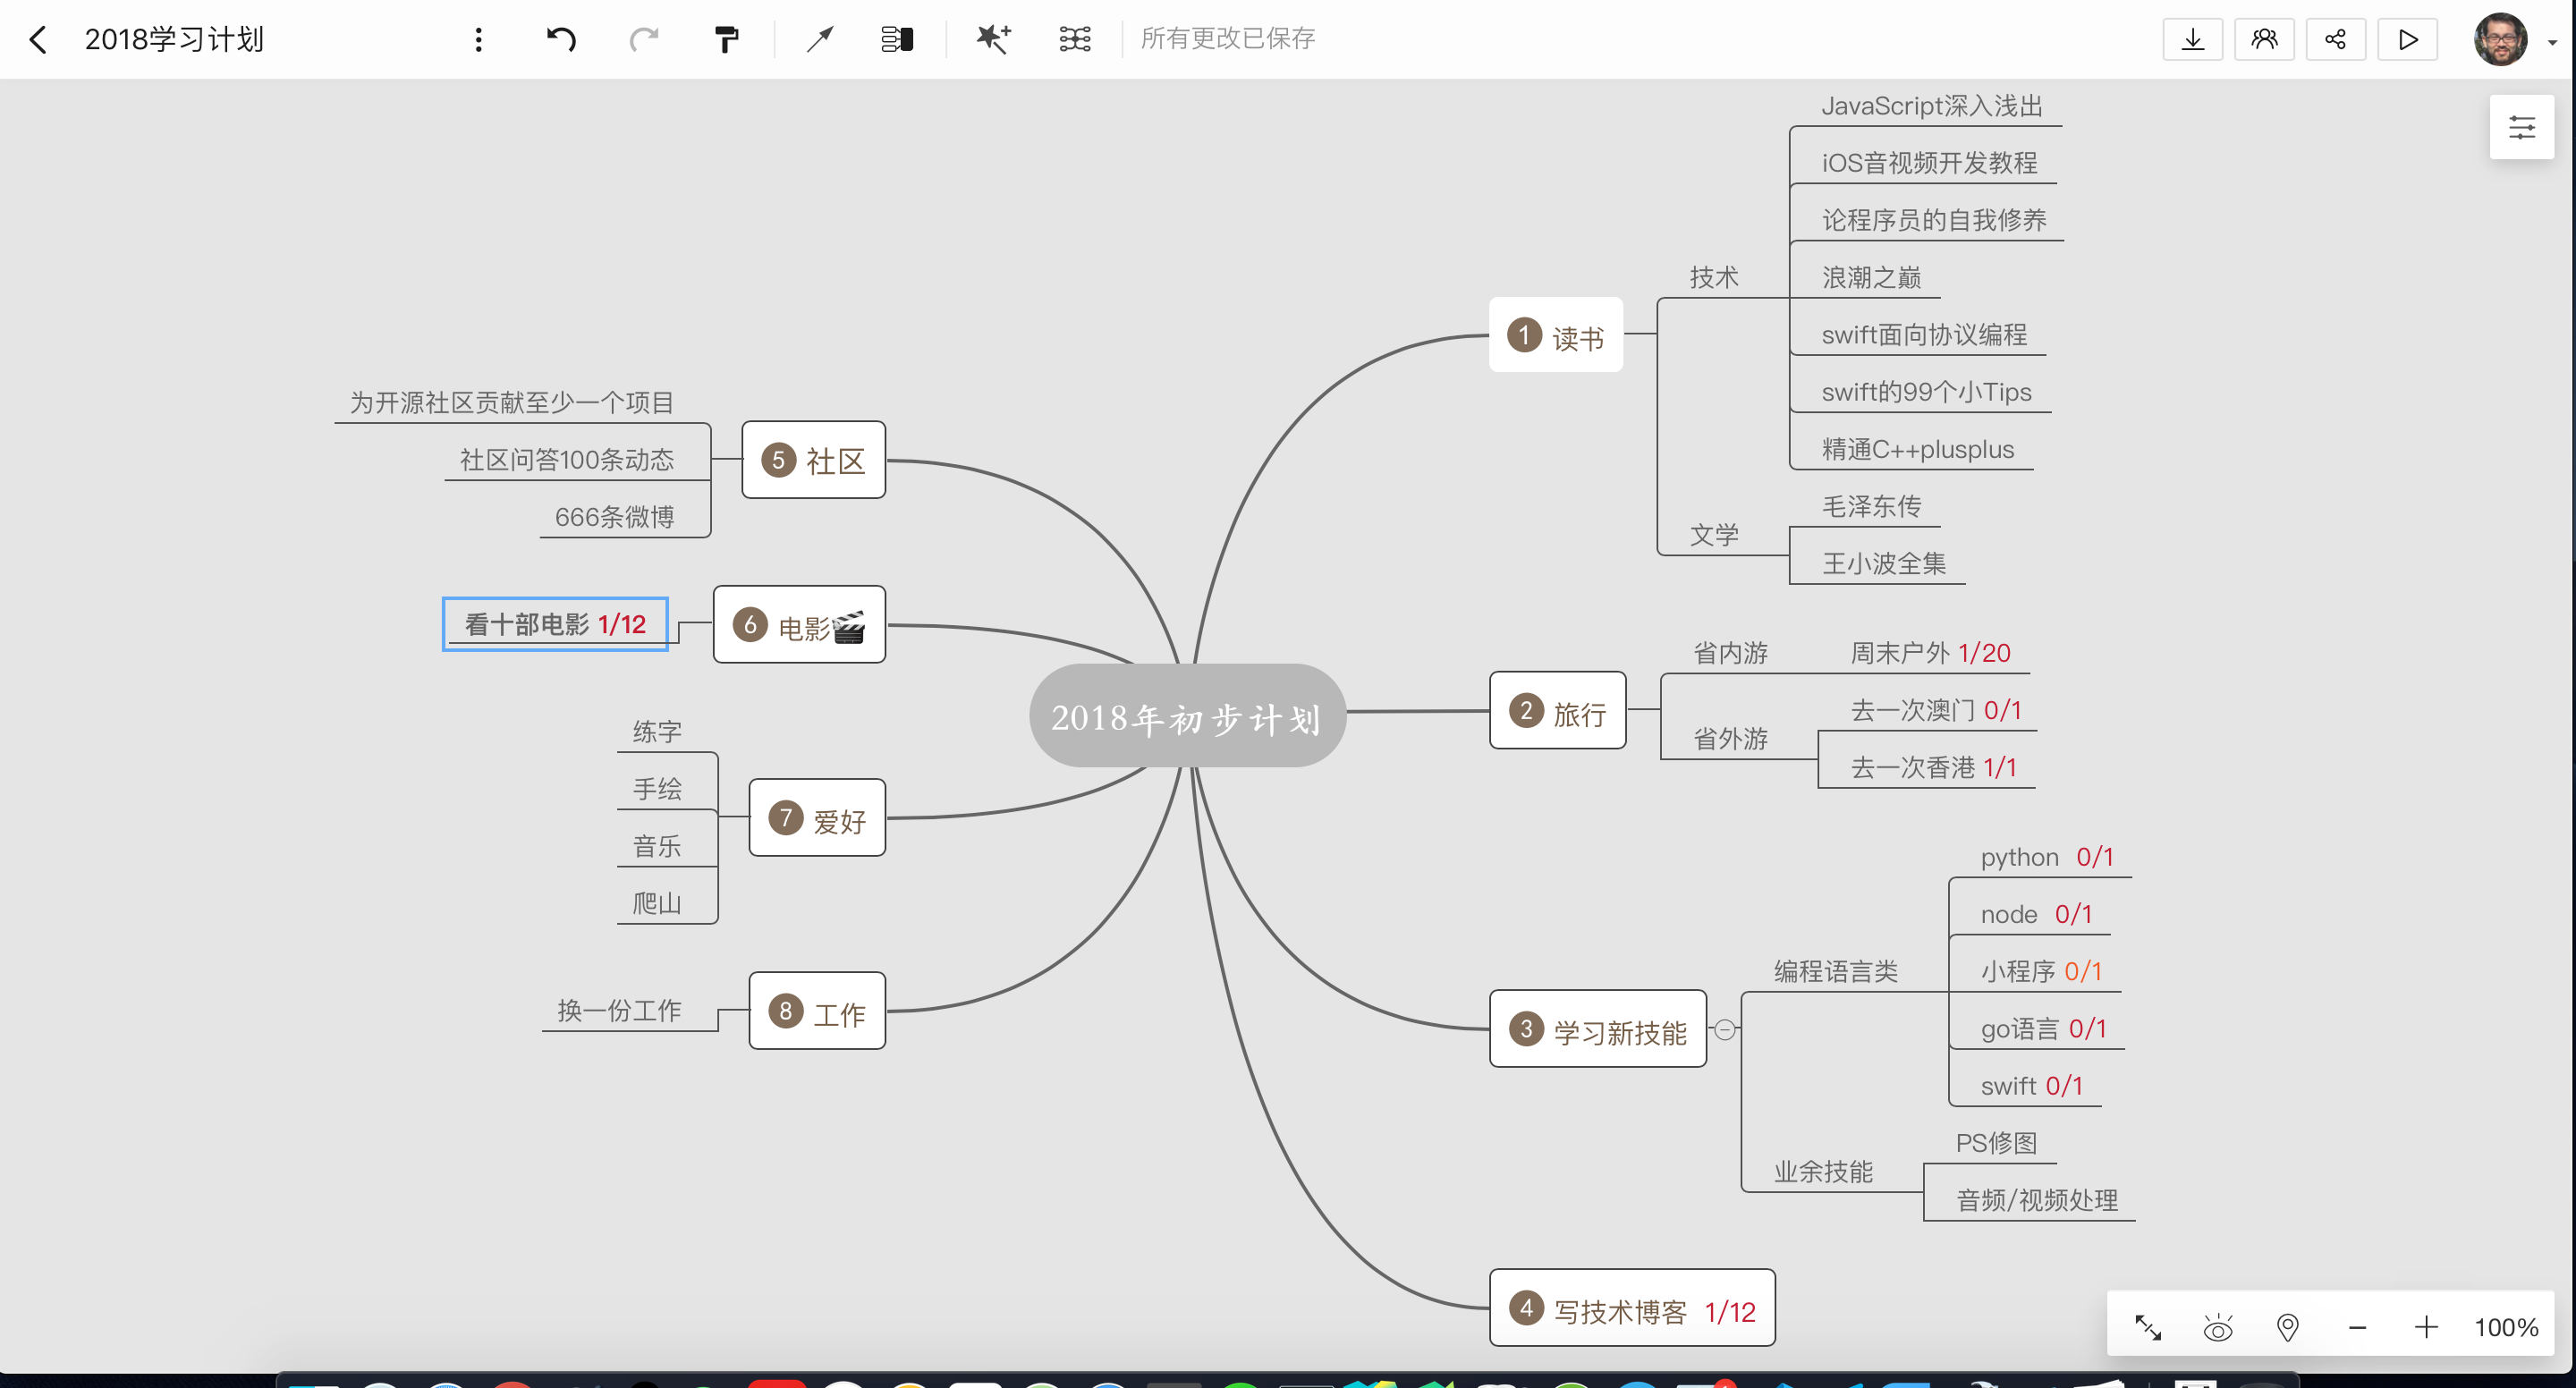 2018学习计划
所有更改已保存
2018年初步计划
1 读书
技术
JavaScript深入浅出
iOS音视频开发教程
论程序员的自我修养
浪潮之巅
swift面向协议编程
swift的99个小Tips
精通C++plusplus
文学
毛泽东传
王小波全集
2 旅行
省内游
周末户外 1/20
省外游
去一次澳门 0/1
去一次香港 1/1
3 学习新技能
编程语言类
python 0/1
node 0/1
小程序 0/1
go语言 0/1
swift 0/1
业余技能
PS修图
音频/视频处理
4 写技术博客 1/12
5 社区
为开源社区贡献至少一个项目
社区问答100条动态
666条微博
6 电影🎬
看十部电影 1/12
7 爱好
练字
手绘
音乐
爬山
8 工作
换一份工作
100%